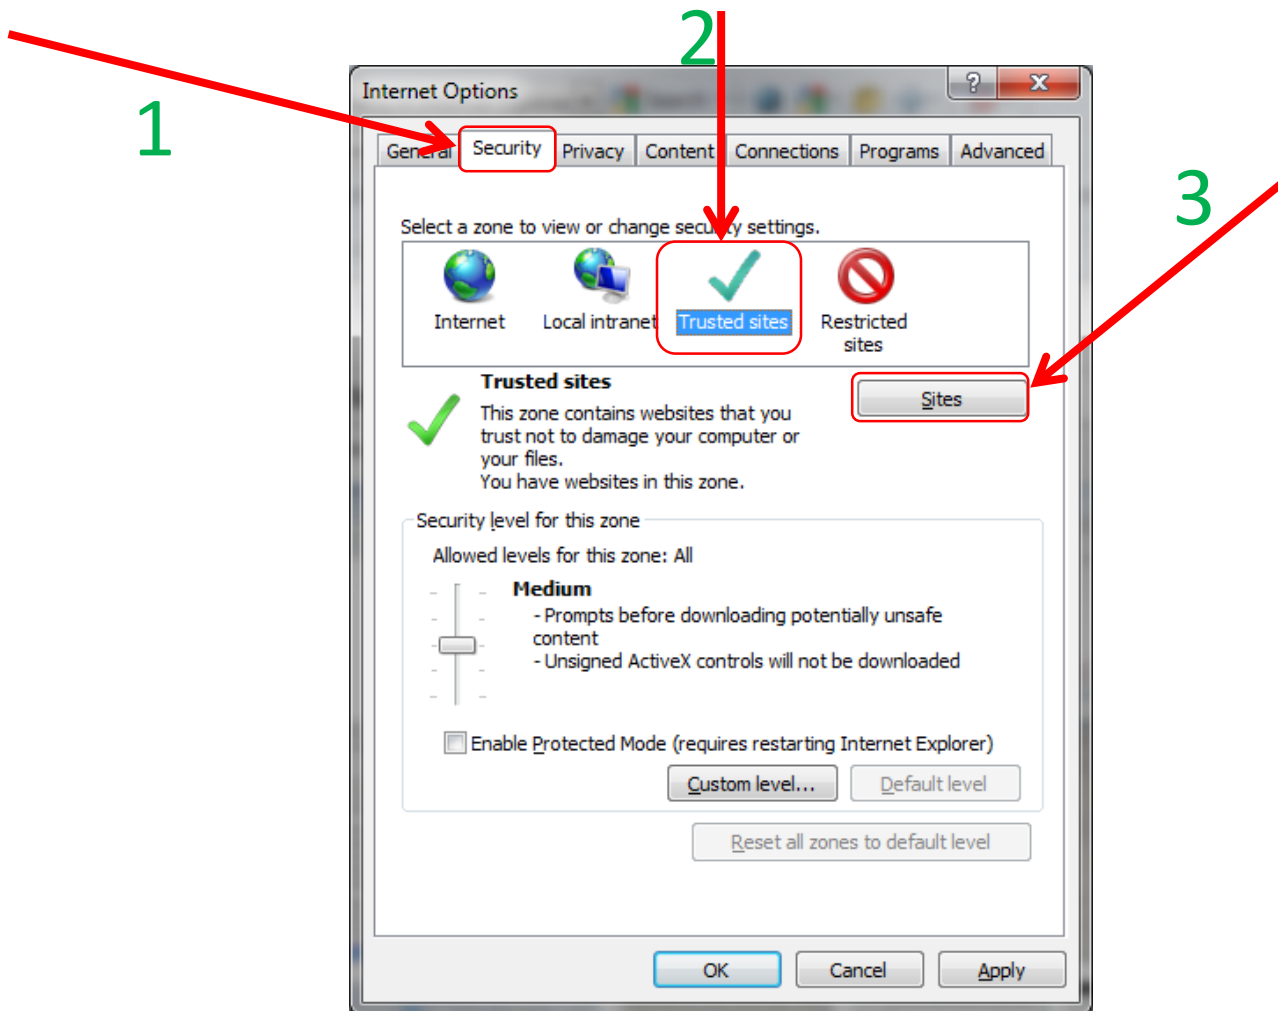 2
Internet Options
1
General Security Privacy Content Connections Programs Advanced
3
Select a zone to view or change security settings.
Internet Local intranet Trusted sites Restricted
sites
Trusted sites
Sites
This zone contains websites that you
trust not to damage your computer or
your files.
You have websites in this zone.
Security level for this zone
Allowed levels for this zone: All
Medium
- Prompts before downloading potentially unsafe
content
- Unsigned ActiveX controls will not be downloaded
Enable Protected Mode (requires restarting Internet Explorer)
Custom level... Default level
Reset all zones to default level
OK Cancel Apply